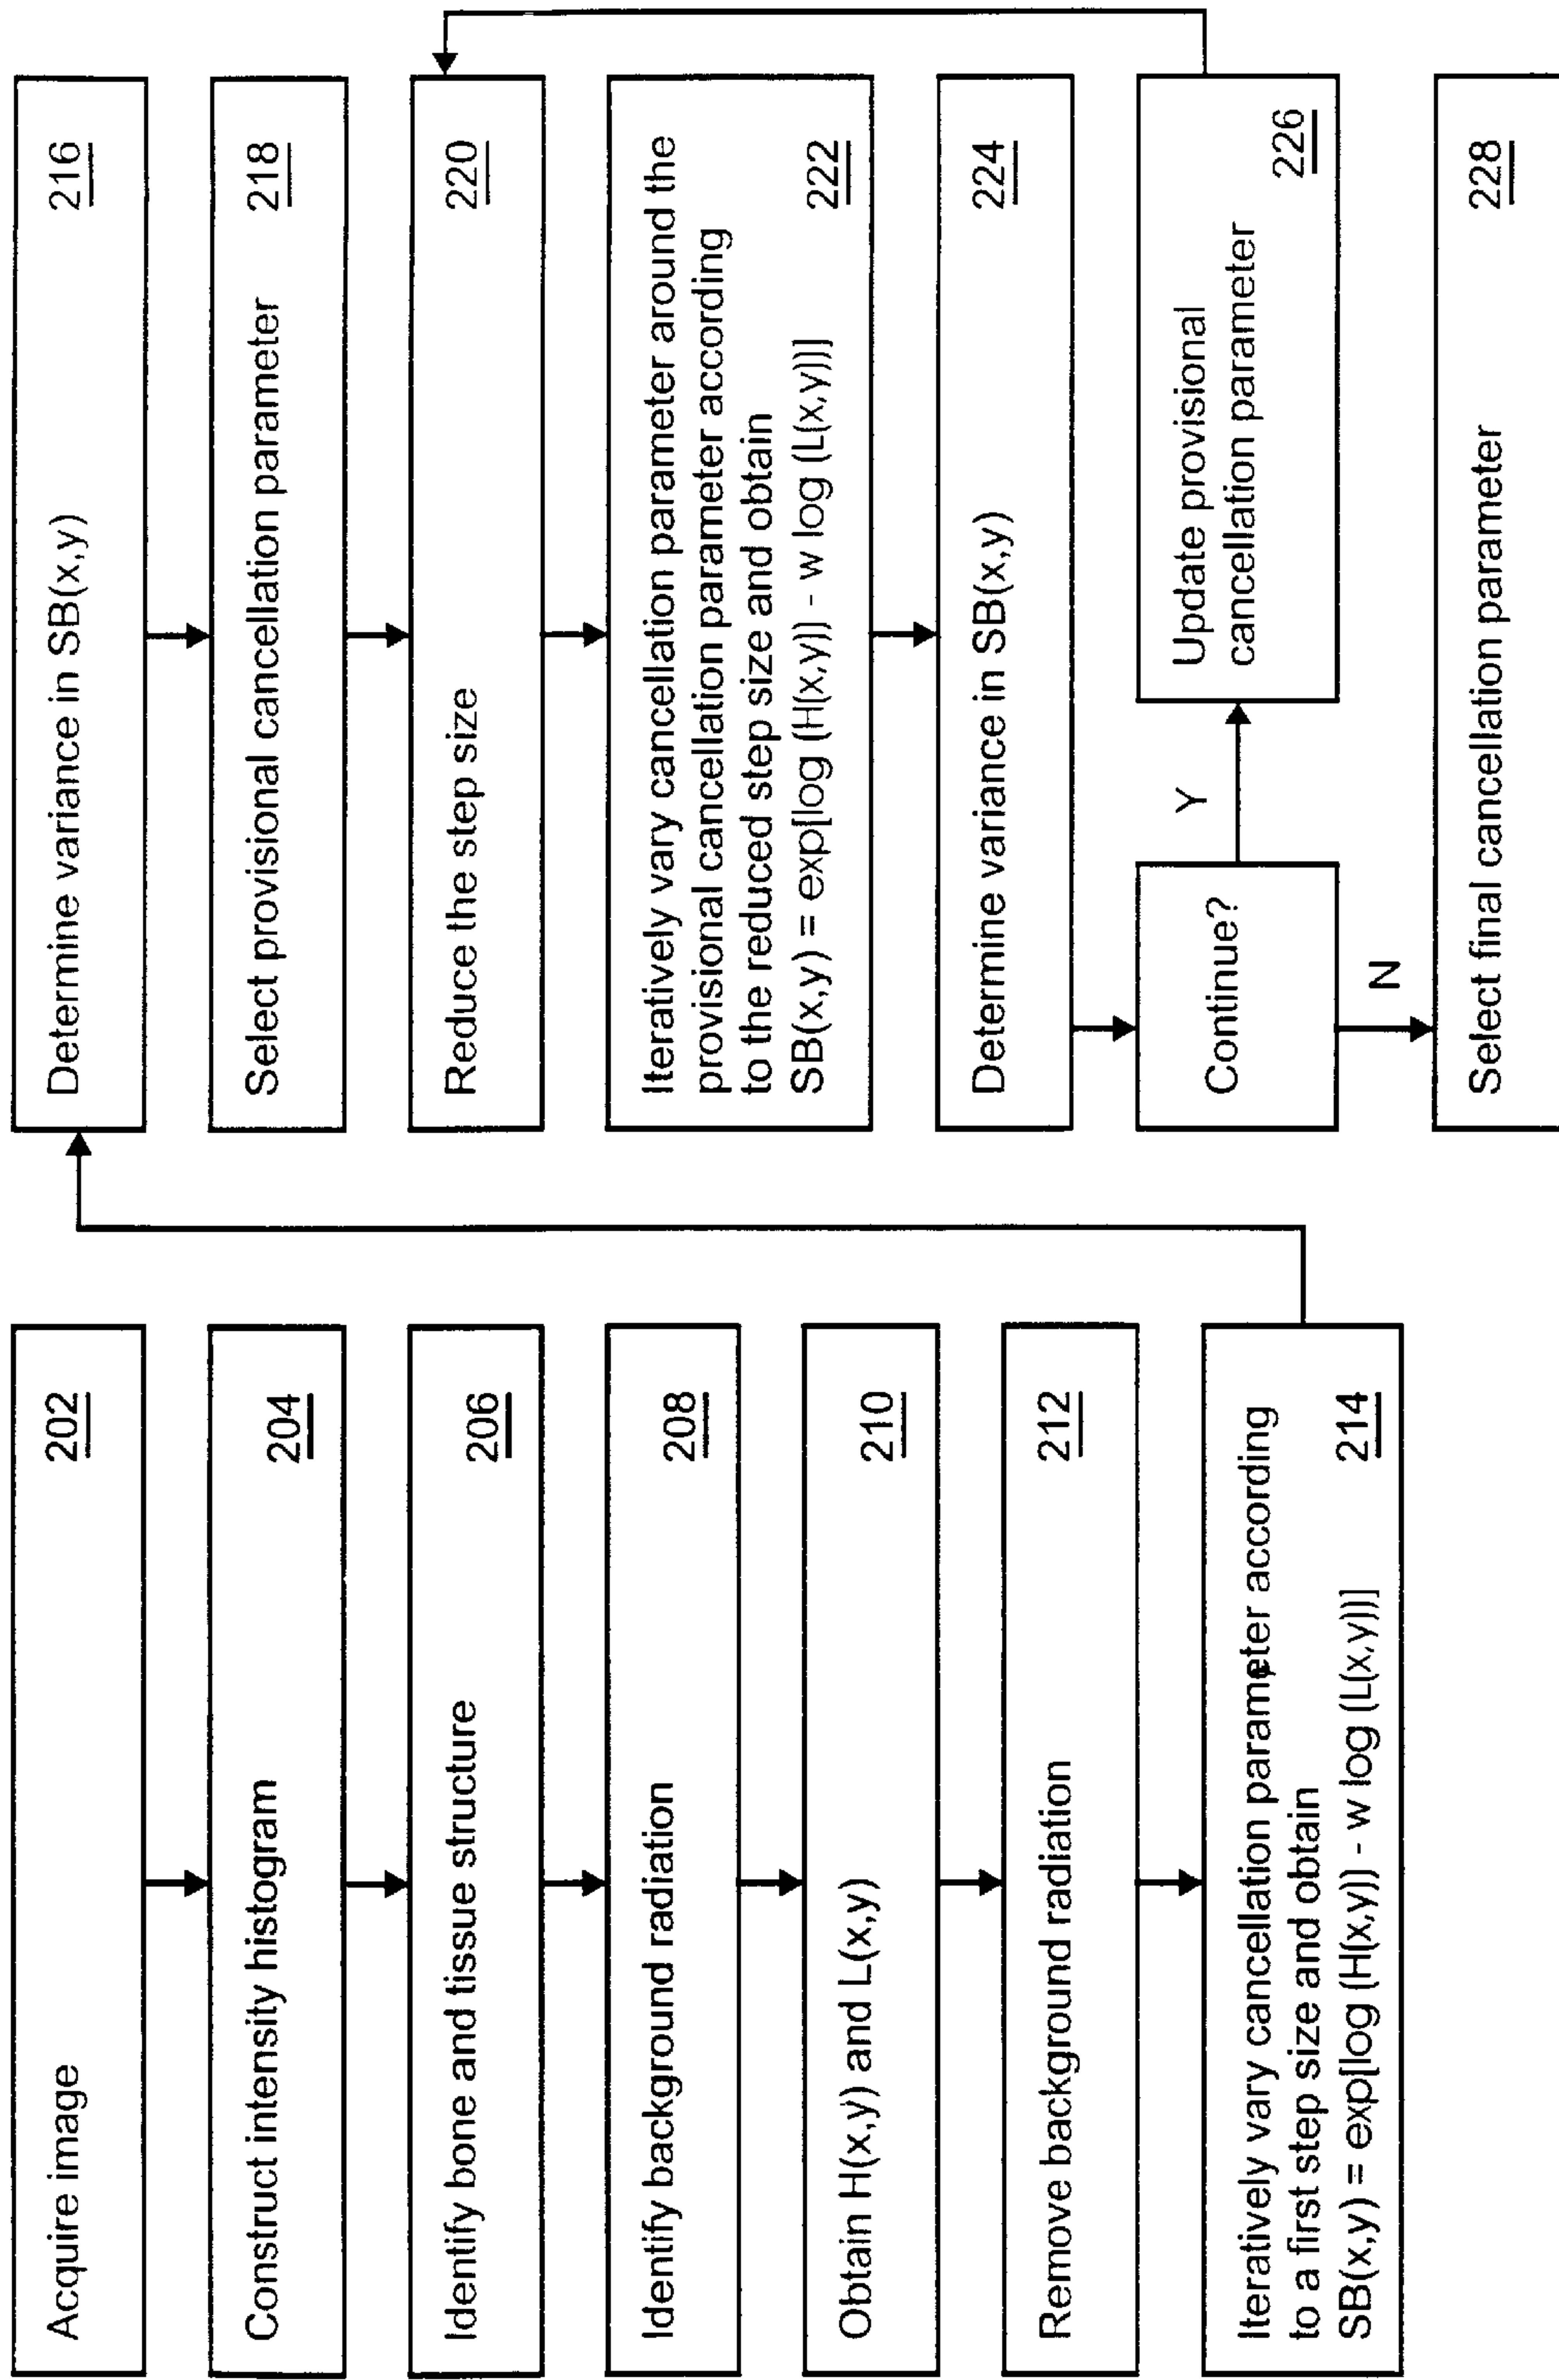 Acquire image 202
Construct intensity histogram 204
Identify bone and tissue structure 206
Identify background radiation 208
Obtain H(x,y) and L(x,y) 210
Remove background radiation 212
Iteratively vary cancellation parameter according
to a first step size and obtain
SB(x,y) = exp[log (H(x,y)) - w log (L(x,y))] 214
Determine variance in SB(x,y) 216
Select provisional cancellation parameter 218
Reduce the step size 220
Iteratively vary cancellation parameter around the
provisional cancellation parameter according
to the reduced step size and obtain
SB(x,y) = exp[log (H(x,y)) - w log (L(x,y))] 222
Determine variance in SB(x,y) 224
Continue?
Y
Update provisional
cancellation parameter 226
N
Select final cancellation parameter 228